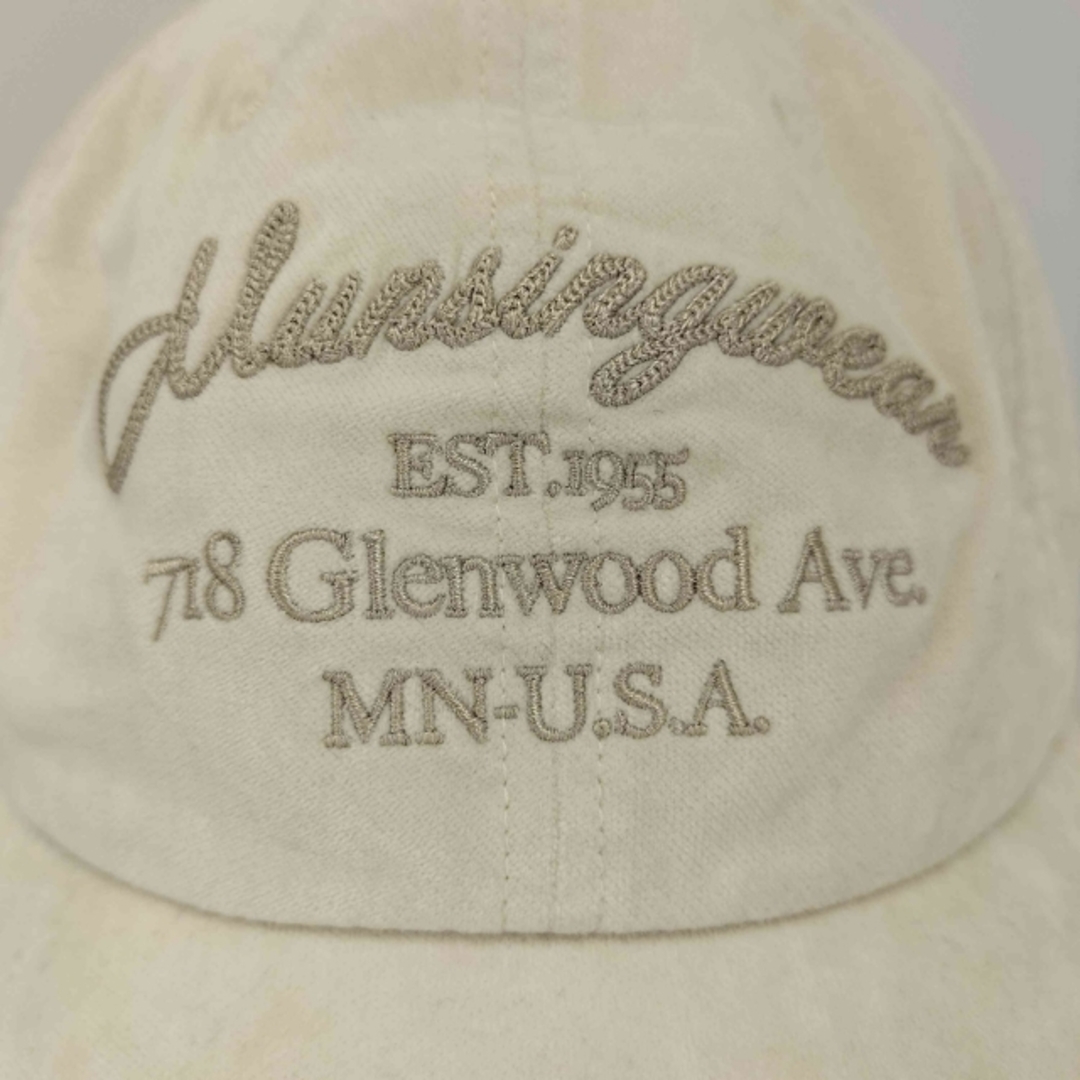 Munsingwear
EST.1955
718 Glenwood Ave.
MN-U.S.A.